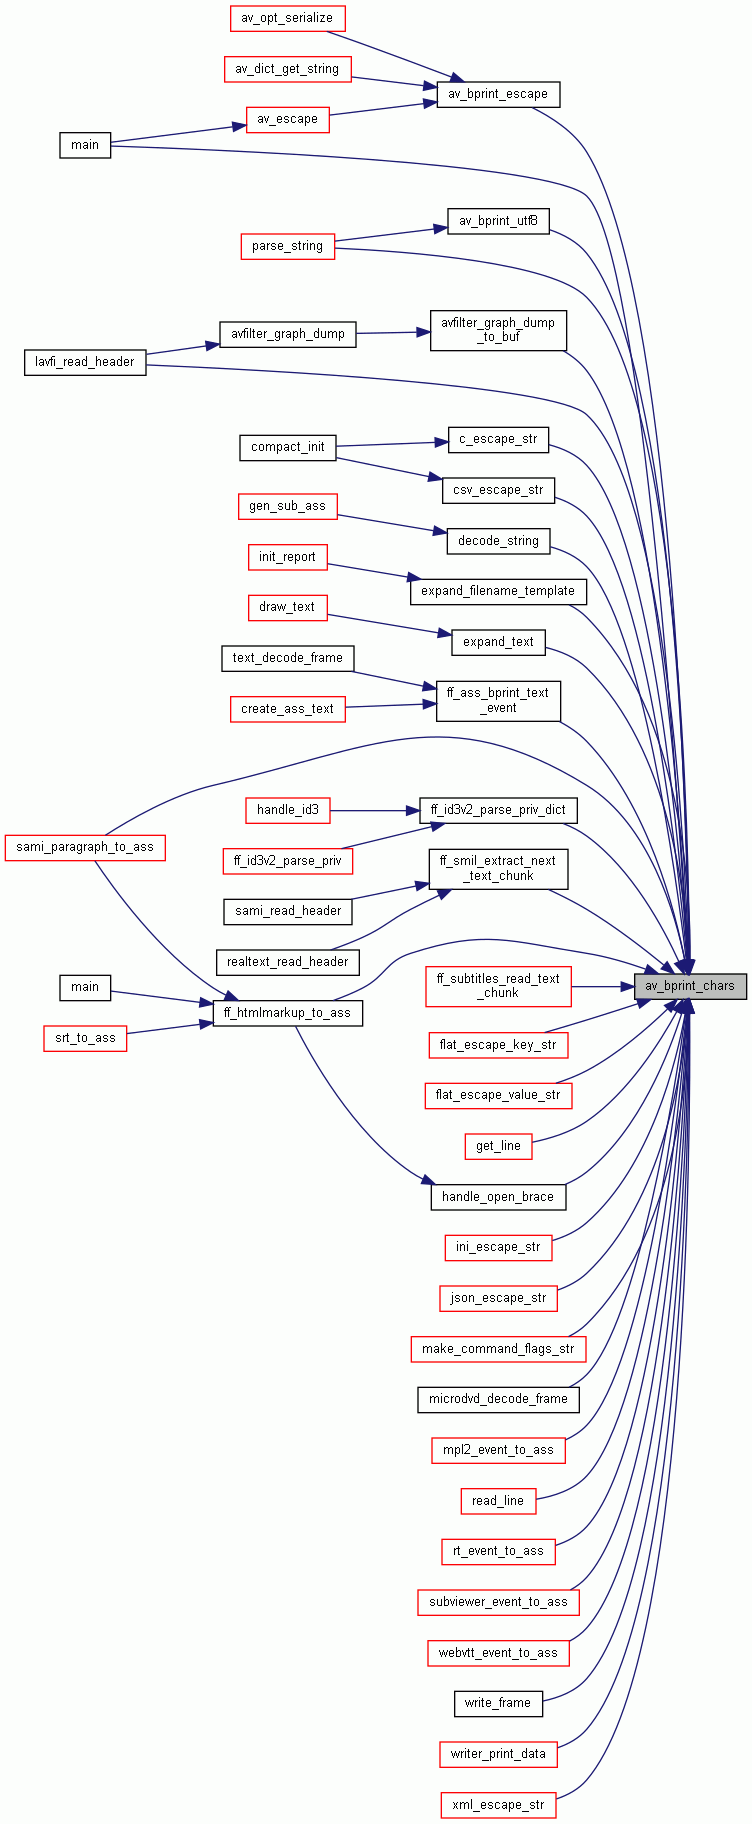 av_opt_serialize
av_dict_get_string
av_bprint_escape
av_escape
main
av_bprint_utf8
parse_string
avfilter_graph_dump
_to_buf
avfilter_graph_dump
lavfi_read_header
c_escape_str
compact_init
csv_escape_str
gen_sub_ass
decode_string
init_report
expand_filename_template
draw_text
expand_text
text_decode_frame
ff_ass_bprint_text
_event
create_ass_text
handle_id3
ff_id3v2_parse_priv_dict
sami_paragraph_to_ass
ff_id3v2_parse_priv
ff_smil_extract_next
_text_chunk
sami_read_header
realtext_read_header
main
ff_subtitles_read_text
_chunk
av_bprint_chars
ff_htmlmarkup_to_ass
srt_to_ass
flat_escape_key_str
flat_escape_value_str
get_line
handle_open_brace
ini_escape_str
json_escape_str
make_command_flags_str
microdvd_decode_frame
mpl2_event_to_ass
read_line
rt_event_to_ass
subviewer_event_to_ass
webvtt_event_to_ass
write_frame
writer_print_data
xml_escape_str